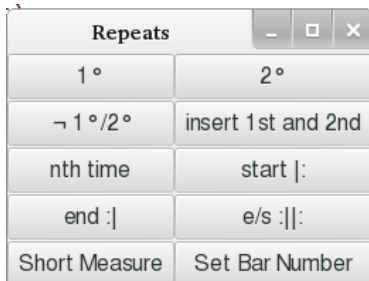 Repeats
1° 2°
¬ 1°/2° insert 1st and 2nd
nth time start |:
end :| e/s :||:
Short Measure Set Bar Number